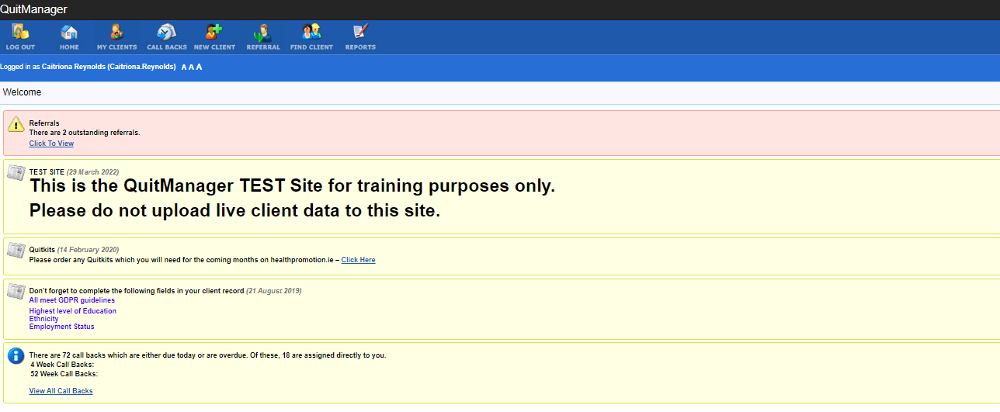 QuitManager
LOG OUT HOME MY CLIENTS CALL BACKS NEW CLIENT REFERRAL FIND CLIENT REPORTS
Logged in as Caitriona Reynolds (Caitriona.Reynolds) A A A
Welcome
Referrals
There are 2 outstanding referrals.
Click To View
TEST SITE (29 March 2022)
This is the QuitManager TEST Site for training purposes only.
Please do not upload live client data to this site.
Quitkits (14 February 2020)
Please order any Quitkits which you will need for the coming months on healthpromotion.ie – Click Here
Don't forget to complete the following fields in your client record (21 August 2019)
All meet GDPR guidelines
Highest level of Education
Ethnicity
Employment Status
There are 72 call backs which are either due today or are overdue. Of these, 18 are assigned directly to you.
4 Week Call Backs:
52 Week Call Backs:
View All Call Backs